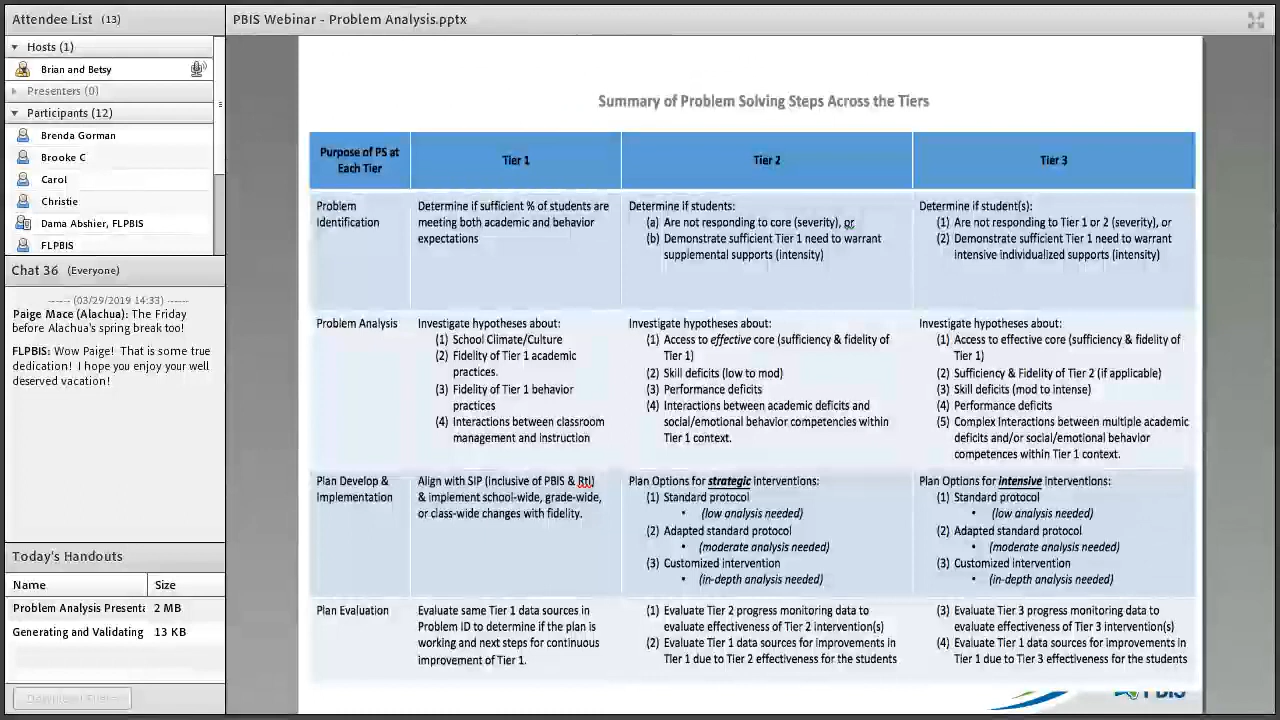 Attendee List (13)
Hosts (1)
Brian and Betsy
Presenters (0)
Participants (12)
Brenda Gorman
Brooke C
Carol
Christie
Dama Abshier, FLPBIS
FLPBIS
Chat 36 (Everyone)
------ (03/29/2019 14:33) ------
Paige Mace (Alachua): The Friday
before Alachua's spring break too!
FLPBIS: Wow Paige! That is some true
dedication! I hope you enjoy your well
deserved vacation!
Today's Handouts
Name Size
Problem Analysis Presenta 2 MB
Generating and Validating 13 KB
PBIS Webinar - Problem Analysis.pptx
Summary of Problem Solving Steps Across the Tiers
Purpose of PS at
Each Tier
Tier 1
Tier 2
Tier 3
Problem
Identification
Determine if sufficient % of students are
meeting both academic and behavior
expectations
Determine if students:
(a) Are not responding to core (severity), or
(b) Demonstrate sufficient Tier 1 need to warrant
supplemental supports (intensity)
Determine if student(s):
(1) Are not responding to Tier 1 or 2 (severity), or
(2) Demonstrate sufficient Tier 1 need to warrant
intensive individualized supports (intensity)
Problem Analysis
Investigate hypotheses about:
(1) School Climate/Culture
(2) Fidelity of Tier 1 academic
practices.
(3) Fidelity of Tier 1 behavior
practices
(4) Interactions between classroom
management and instruction
Investigate hypotheses about:
(1) Access to effective core (sufficiency & fidelity of
Tier 1)
(2) Skill deficits (low to mod)
(3) Performance deficits
(4) Interactions between academic deficits and
social/emotional behavior competencies within
Tier 1 context.
Investigate hypotheses about:
(1) Access to effective core (sufficiency & fidelity of
Tier 1)
(2) Sufficiency & Fidelity of Tier 2 (if applicable)
(3) Skill deficits (mod to intense)
(4) Performance deficits
(5) Complex Interactions between multiple academic
deficits and/or social/emotional behavior
competences within Tier 1 context.
Plan Develop &
Implementation
Align with SIP (inclusive of PBIS & RtI)
& implement school-wide, grade-wide,
or class-wide changes with fidelity.
Plan Options for strategic interventions:
(1) Standard protocol
• (low analysis needed)
(2) Adapted standard protocol
• (moderate analysis needed)
(3) Customized intervention
• (in-depth analysis needed)
Plan Options for intensive interventions:
(1) Standard protocol
• (low analysis needed)
(2) Adapted standard protocol
• (moderate analysis needed)
(3) Customized intervention
• (in-depth analysis needed)
Plan Evaluation
Evaluate same Tier 1 data sources in
Problem ID to determine if the plan is
working and next steps for continuous
improvement of Tier 1.
(1) Evaluate Tier 2 progress monitoring data to
evaluate effectiveness of Tier 2 intervention(s)
(2) Evaluate Tier 1 data sources for improvements in
Tier 1 due to Tier 2 effectiveness for the students
(3) Evaluate Tier 3 progress monitoring data to
evaluate effectiveness of Tier 3 intervention(s)
(4) Evaluate Tier 1 data sources for improvements in
Tier 1 due to Tier 3 effectiveness for the students